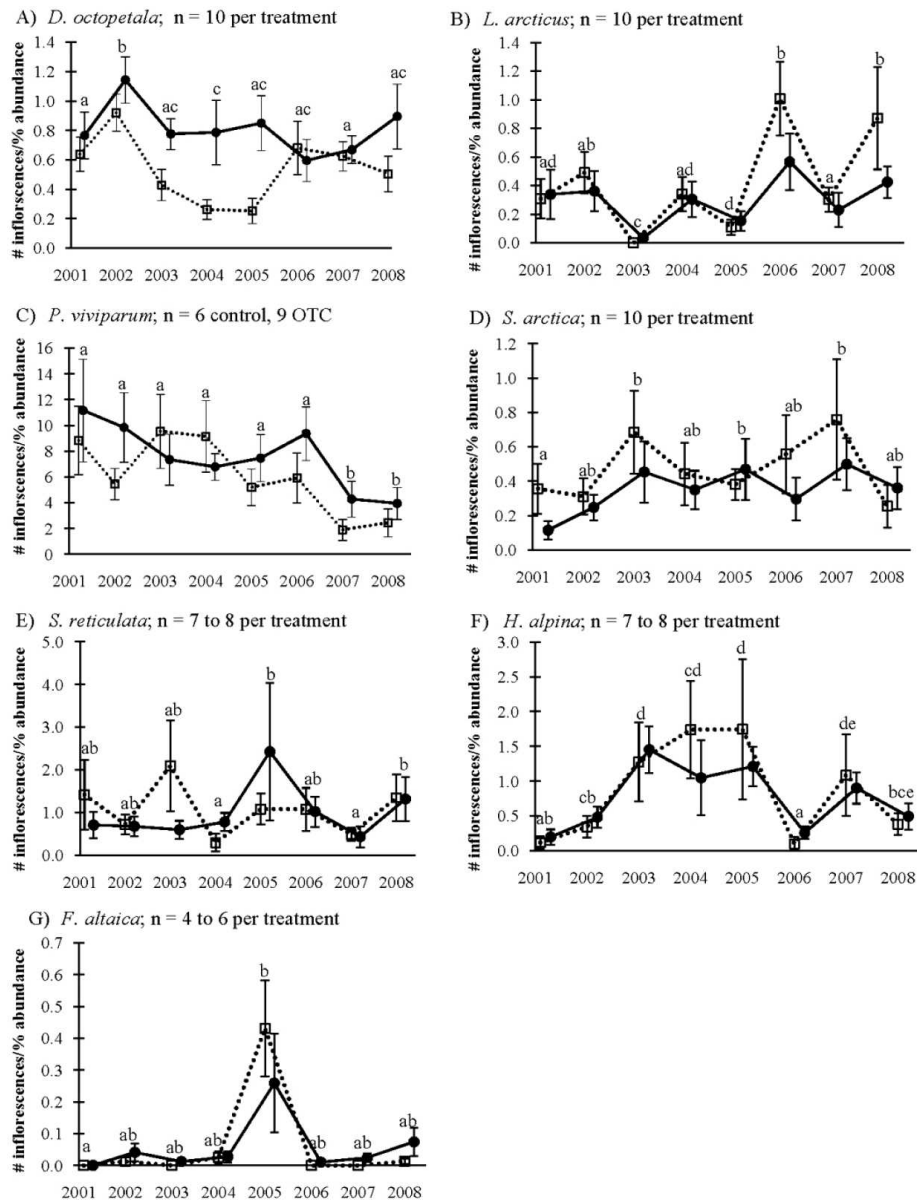 A) D. octopetala; n = 10 per treatment
# inflorescences/% abundance
1.4
1.2
1.0
0.8
0.6
0.4
0.2
0.0
a b ac c ac ac a ac
2001 2002 2003 2004 2005 2006 2007 2008
B) L. arcticus; n = 10 per treatment
# inflorescences/% abundance
1.4
1.2
1.0
0.8
0.6
0.4
0.2
0.0
ad ab c ad d b a b
2001 2002 2003 2004 2005 2006 2007 2008
C) P. viviparum; n = 6 control, 9 OTC
# inflorscences/% abundance
16
14
12
10
8
6
4
2
0
a a a a a a b b
2001 2002 2003 2004 2005 2006 2007 2008
D) S. arctica; n = 10 per treatment
# inflorescences/% abundance
1.2
1.0
0.8
0.6
0.4
0.2
0.0
a ab b ab b ab b ab
2001 2002 2003 2004 2005 2006 2007 2008
E) S. reticulata; n = 7 to 8 per treatment
# inflorescences/% abundance
5.0
4.0
3.0
2.0
1.0
0.0
ab ab ab a b ab a b
2001 2002 2003 2004 2005 2006 2007 2008
F) H. alpina; n = 7 to 8 per treatment
# inflorescences/% abundance
3.0
2.5
2.0
1.5
1.0
0.5
0.0
ab cb d cd d a de bce
2001 2002 2003 2004 2005 2006 2007 2008
G) F. altaica; n = 4 to 6 per treatment
# inflorescences/% abundance
0.7
0.6
0.5
0.4
0.3
0.2
0.1
0.0
a ab ab ab b ab ab ab
2001 2002 2003 2004 2005 2006 2007 2008